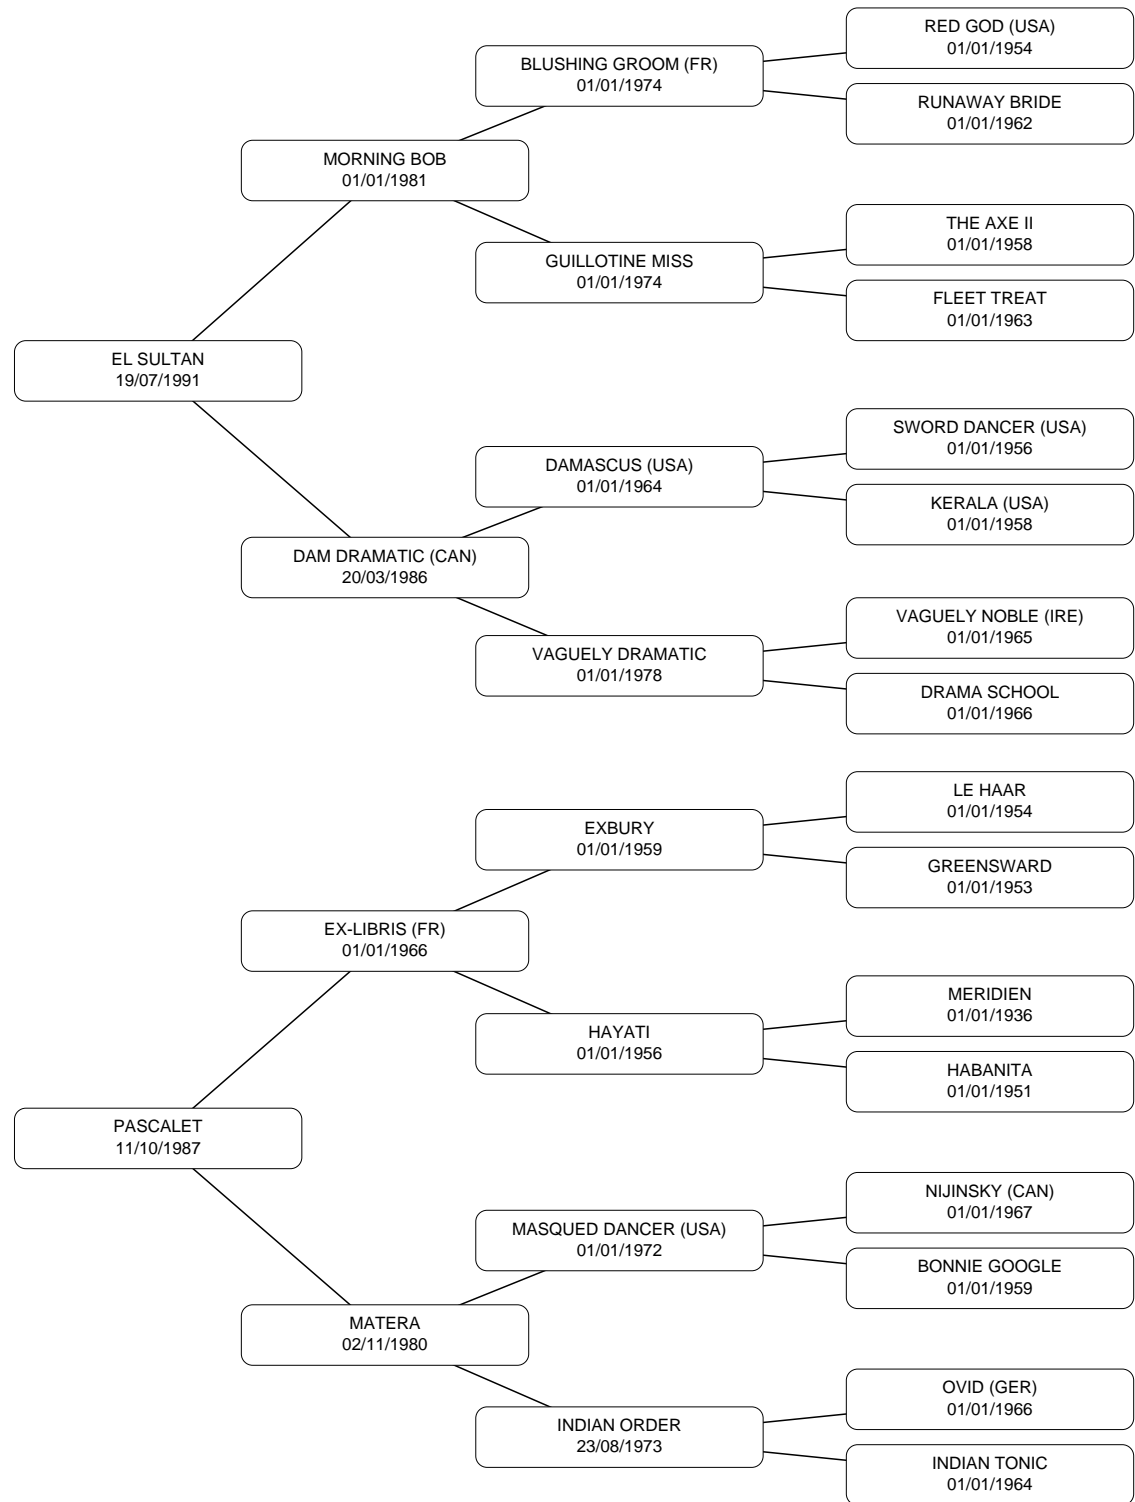 RED GOD (USA)
01/01/1954
BLUSHING GROOM (FR)
01/01/1974
RUNAWAY BRIDE
01/01/1962
MORNING BOB
01/01/1981
THE AXE II
01/01/1958
GUILLOTINE MISS
01/01/1974
FLEET TREAT
01/01/1963
EL SULTAN
19/07/1991
SWORD DANCER (USA)
01/01/1956
DAMASCUS (USA)
01/01/1964
KERALA (USA)
01/01/1958
DAM DRAMATIC (CAN)
20/03/1986
VAGUELY NOBLE (IRE)
01/01/1965
VAGUELY DRAMATIC
01/01/1978
DRAMA SCHOOL
01/01/1966
LE HAAR
01/01/1954
EXBURY
01/01/1959
GREENSWARD
01/01/1953
EX-LIBRIS (FR)
01/01/1966
MERIDIEN
01/01/1936
HAYATI
01/01/1956
HABANITA
01/01/1951
PASCALET
11/10/1987
NIJINSKY (CAN)
01/01/1967
MASQUED DANCER (USA)
01/01/1972
BONNIE GOOGLE
01/01/1959
MATERA
02/11/1980
OVID (GER)
01/01/1966
INDIAN ORDER
23/08/1973
INDIAN TONIC
01/01/1964